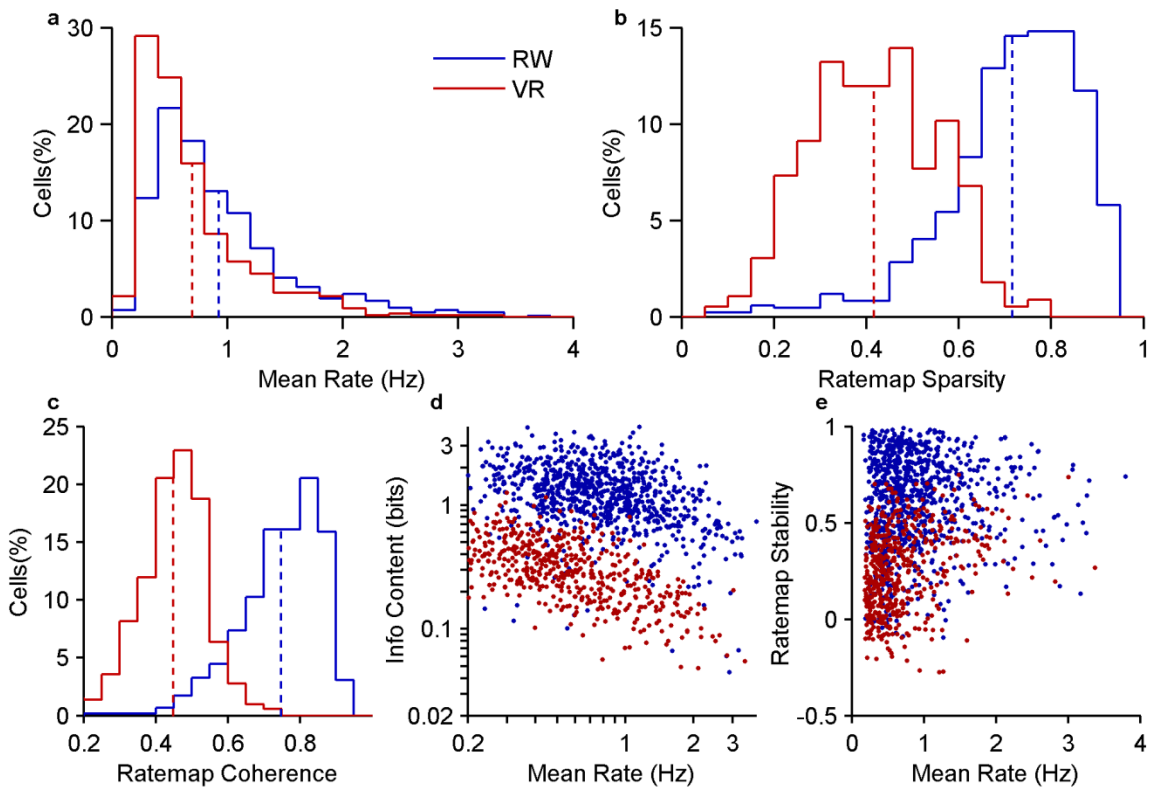 a
30
20
10
0
Cells(%)
0 1 2 3 4
Mean Rate (Hz)
RW
VR
b
15
10
5
0
Cells(%)
0 0.2 0.4 0.6 0.8 1
Ratemap Sparsity
c
25
20
15
10
5
0
Cells(%)
0.2 0.4 0.6 0.8
Ratemap Coherence
d
3
1
0.1
0.02
Info Content (bits)
0.2 1 3
Mean Rate (Hz)
e
1
0.5
0
−0.5
Ratemap Stability
0 1 2 3 4
Mean Rate (Hz)